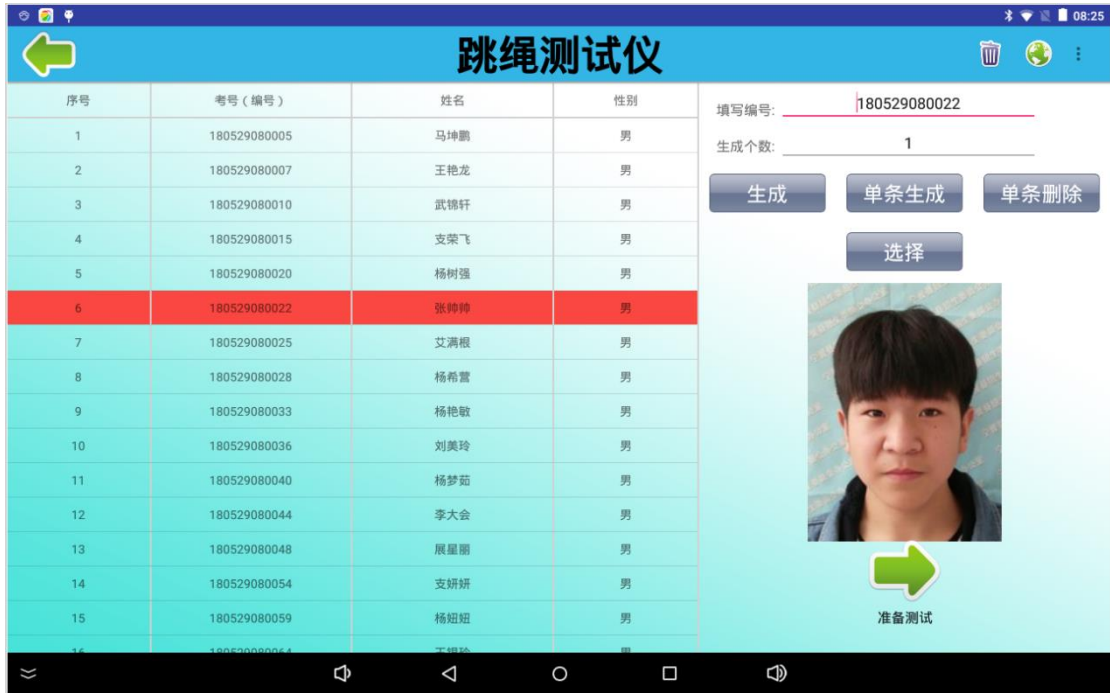 08:25
跳绳测试仪
序号 考号（编号） 姓名 性别
1 180529080005 马坤鹏 男
2 180529080007 王艳龙 男
3 180529080010 武锦轩 男
4 180529080015 支荣飞 男
5 180529080020 杨树强 男
6 180529080022 张帅帅 男
7 180529080025 艾满根 男
8 180529080028 杨希营 男
9 180529080033 杨艳敏 男
10 180529080036 刘美玲 男
11 180529080040 杨梦茹 男
12 180529080044 李大会 男
13 180529080048 展星丽 男
14 180529080054 支妍妍 男
15 180529080059 杨妞妞 男
填写编号: 180529080022
生成个数: 1
生成 单条生成 单条删除
选择
准备测试